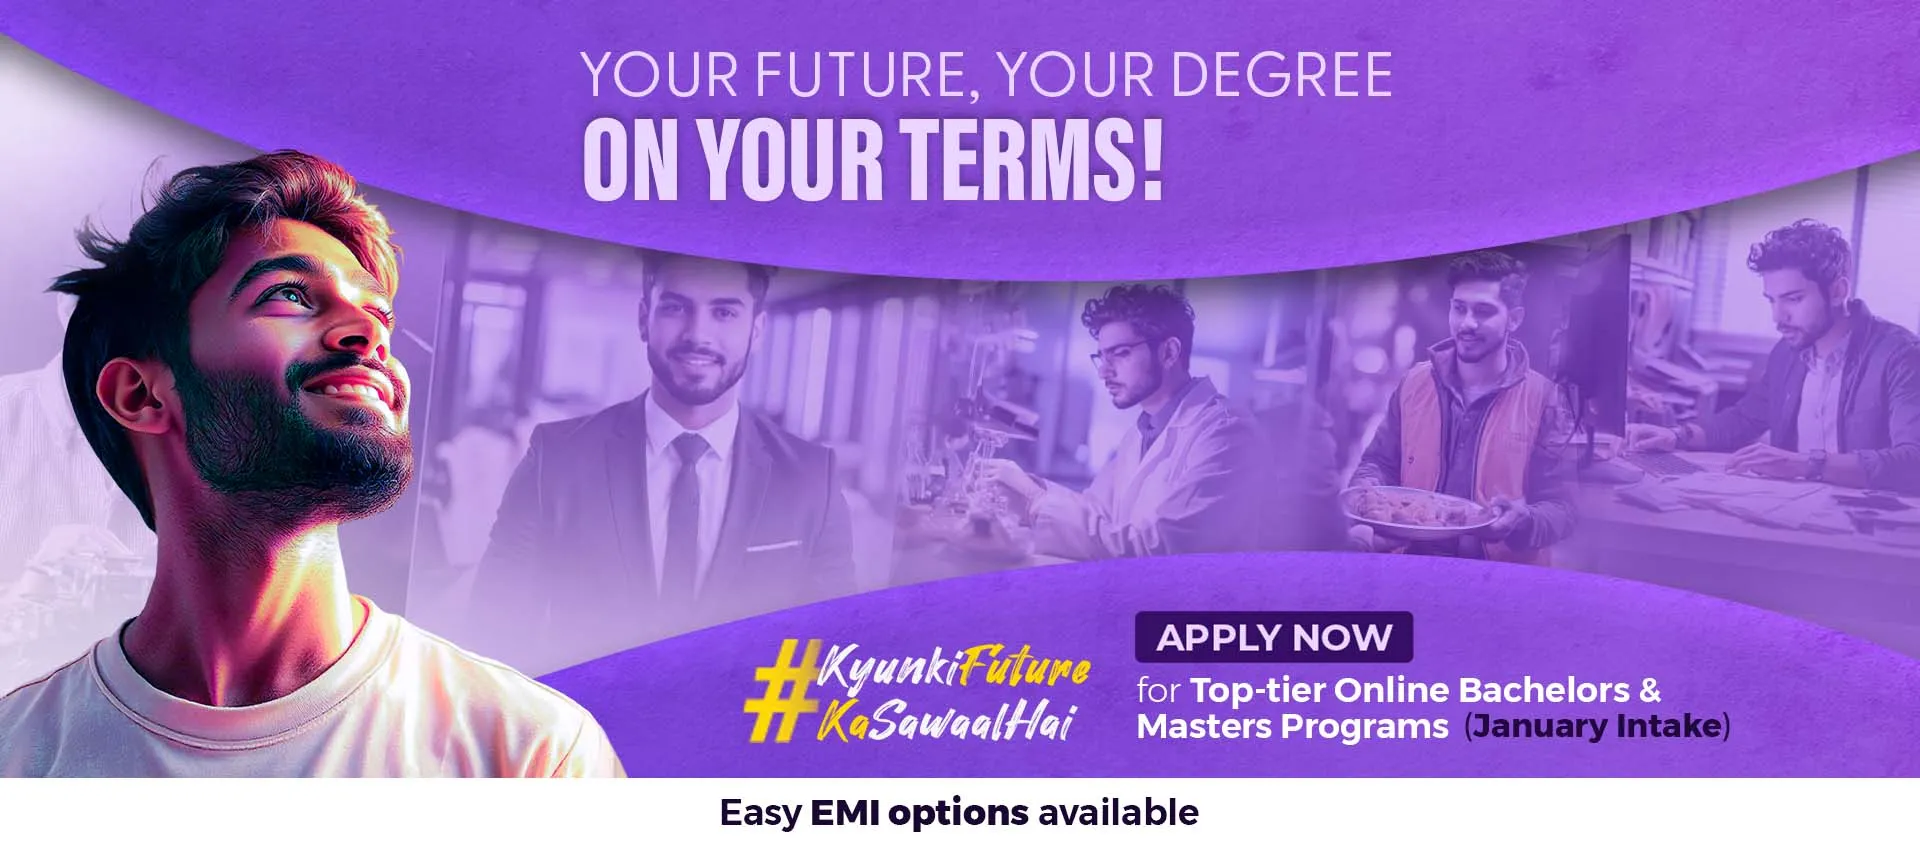 YOUR FUTURE, YOUR DEGREE
ON YOUR TERMS!
#KyunkiFuture
KaSawaalHai
APPLY NOW
for Top-tier Online Bachelors &
Masters Programs (January Intake)
Easy EMI options available